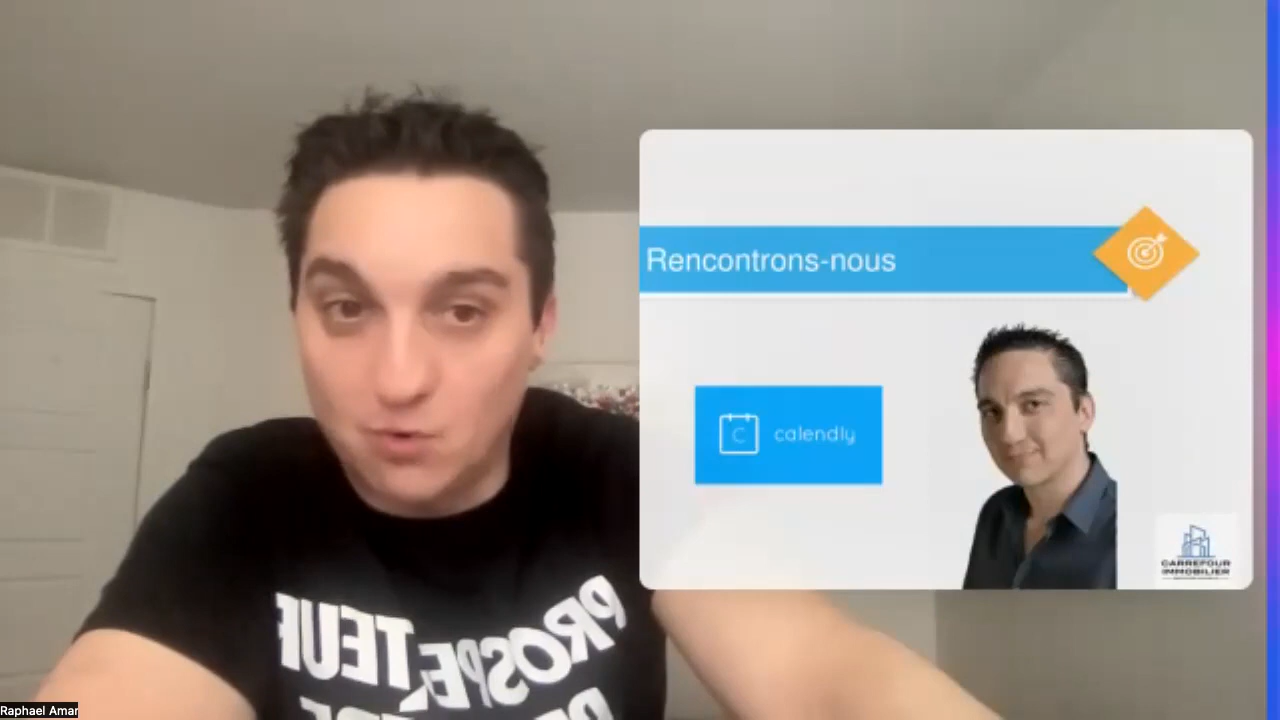 Rencontrons-nous
C
calendly
CARREFOUR
IMMOBILIER
PROSPECTEUR
Raphael Amar